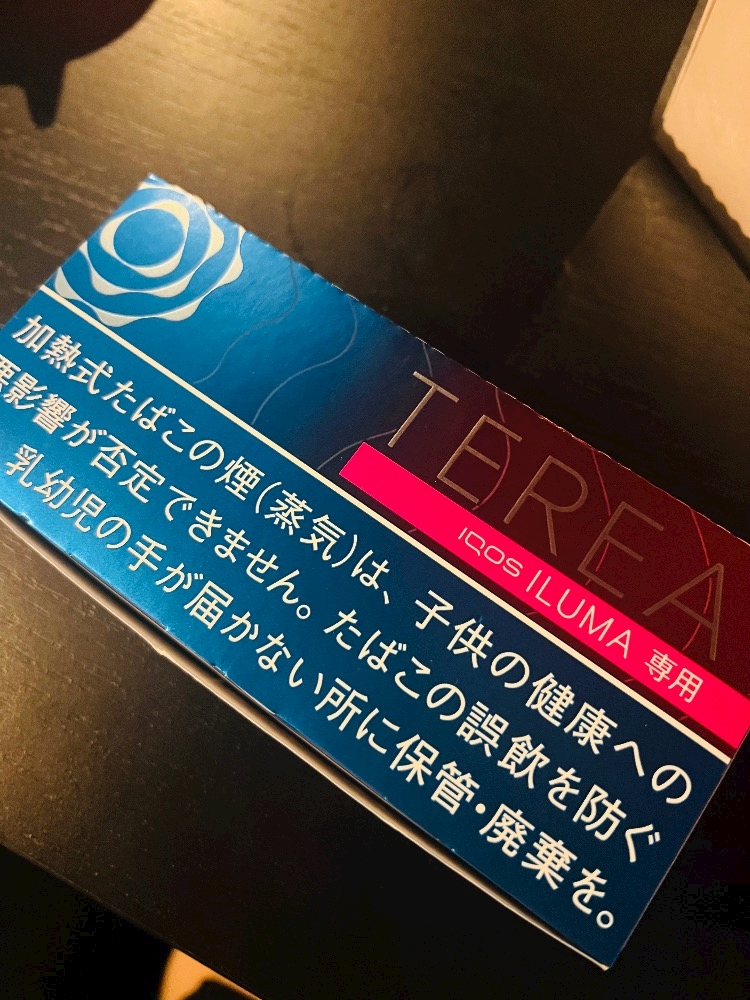 TEREA
IQOS ILUMA 専用
加熱式たばこの煙(蒸気)は、子供の健康への
悪影響が否定できません。たばこの誤飲を防ぐ
乳幼児の手が届かない所に保管・廃棄を。